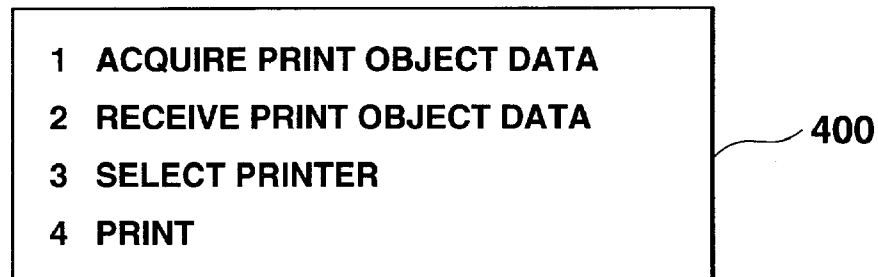 1 ACQUIRE PRINT OBJECT DATA
2 RECEIVE PRINT OBJECT DATA
400
3 SELECT PRINTER
4 PRINT